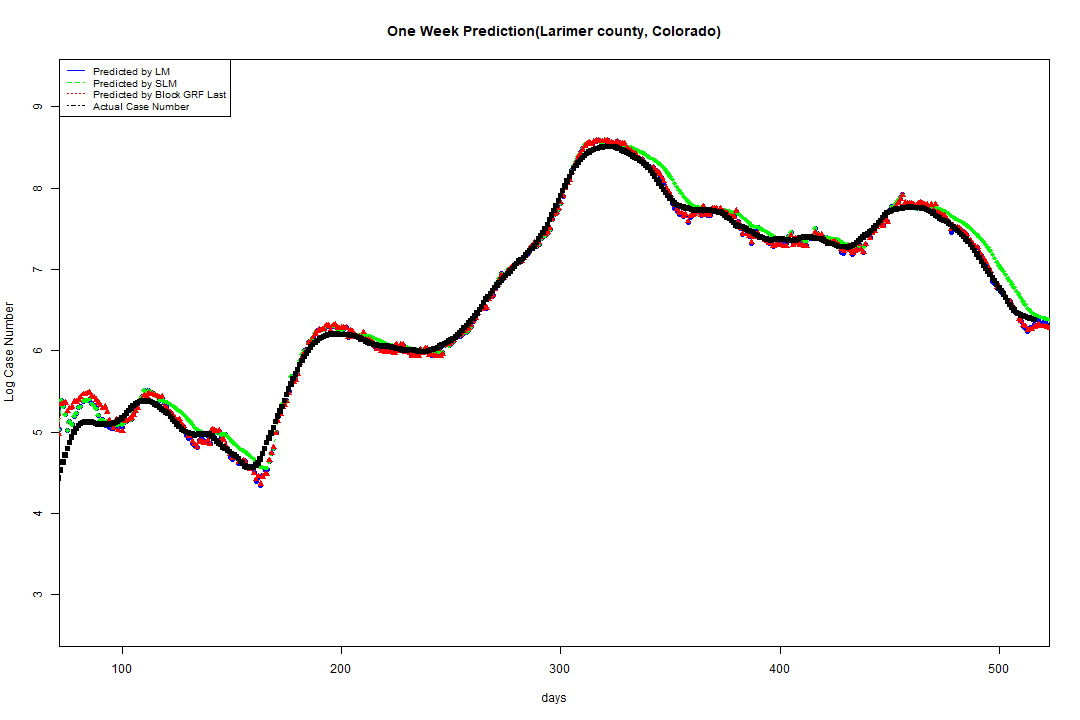 One Week Prediction(Larimer county, Colorado)
Predicted by LM
Predicted by SLM
Predicted by Block GRF Last
Actual Case Number
9
8
7
6
5
4
3
Log Case Number
100 200 300 400 500
days